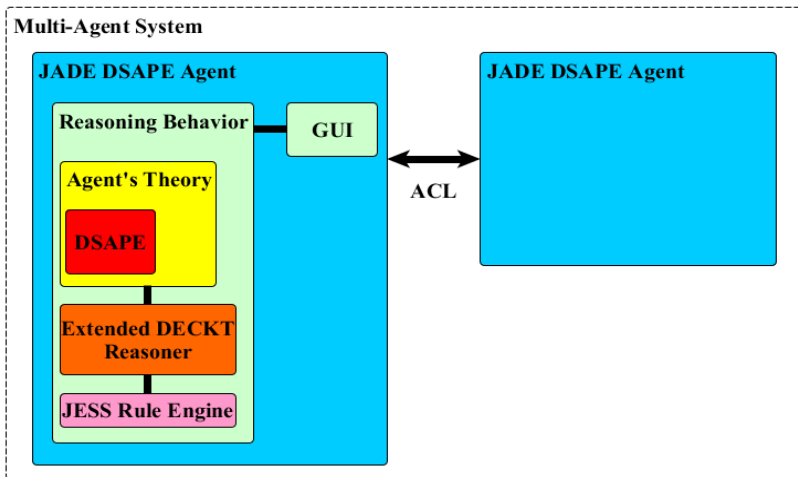 Multi-Agent System
JADE DSAPE Agent
Reasoning Behavior
GUI
Agent's Theory
DSAPE
Extended DECKT
Reasoner
JESS Rule Engine
ACL
JADE DSAPE Agent